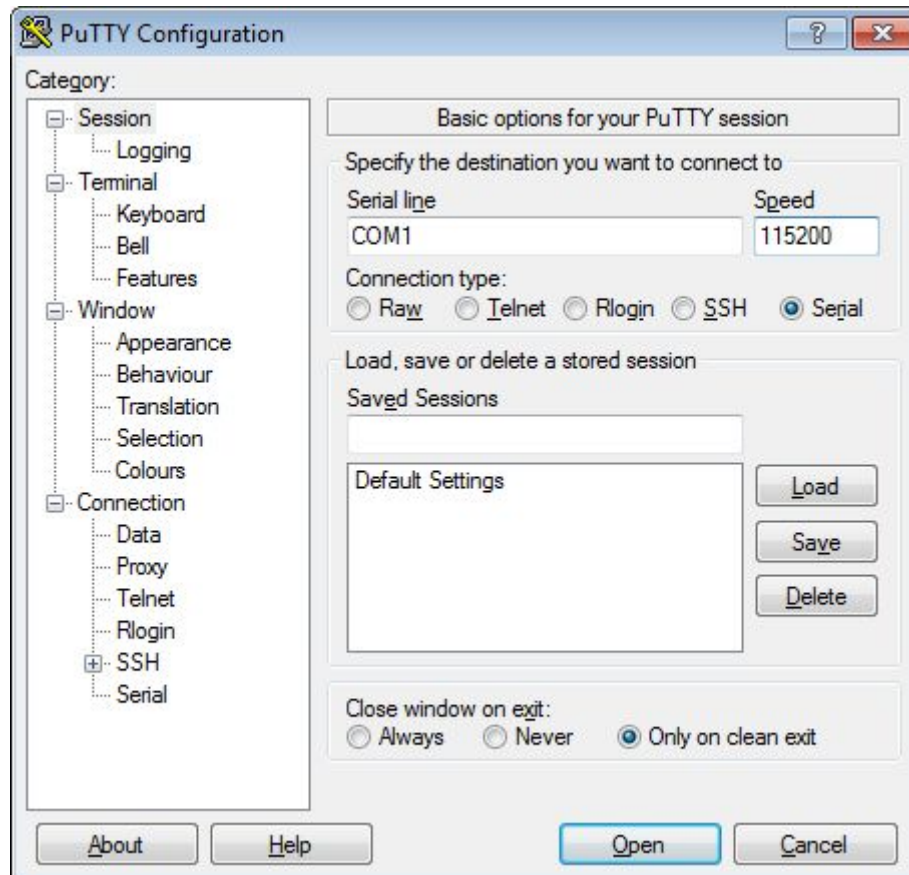 PuTTY Configuration
Category:
Session
Logging
Terminal
Keyboard
Bell
Features
Window
Appearance
Behaviour
Translation
Selection
Colours
Connection
Data
Proxy
Telnet
Rlogin
SSH
Serial
Basic options for your PuTTY session
Specify the destination you want to connect to
Serial line Speed
COM1 115200
Connection type:
Raw Telnet Rlogin SSH Serial
Load, save or delete a stored session
Saved Sessions
Default Settings
Load
Save
Delete
Close window on exit:
Always Never Only on clean exit
About Help Open Cancel